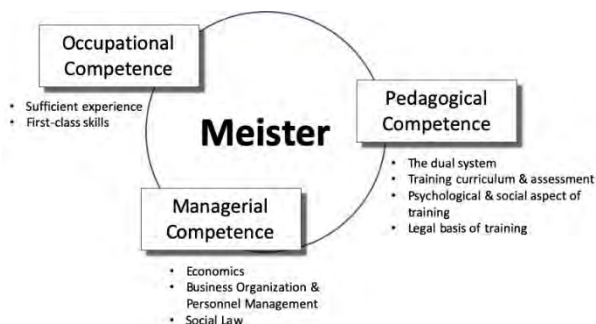 Occupational
Competence
• Sufficient experience
• First-class skills
Meister
Pedagogical
Competence
• The dual system
• Training curriculum & assessment
• Psychological & social aspect of
training
• Legal basis of training
Managerial
Competence
• Economics
• Business Organization &
Personnel Management
• Social Law